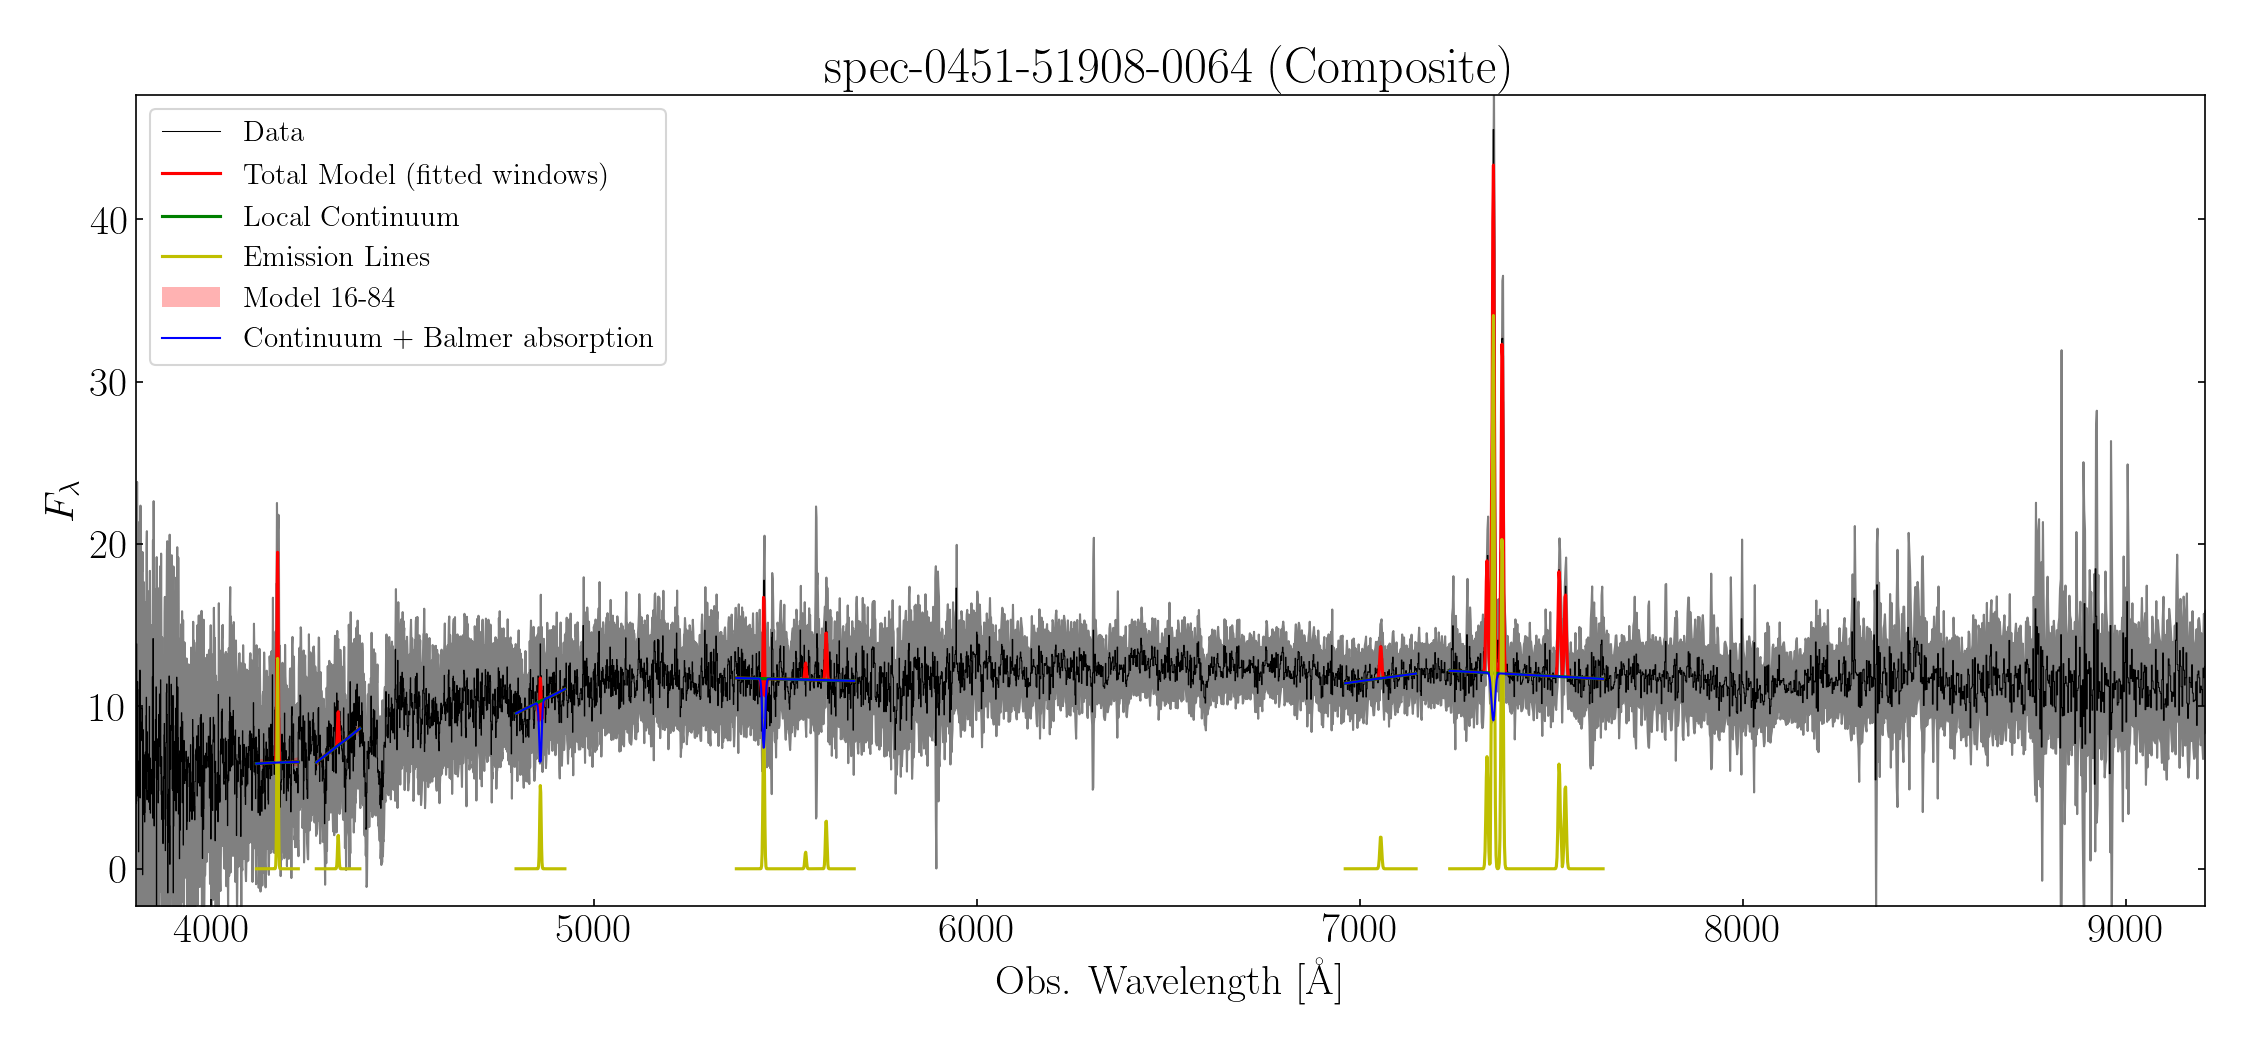 spec-0451-51908-0064 (Composite)
Data
Total Model (fitted windows)
Local Continuum
Emission Lines
Model 16-84
Continuum + Balmer absorption
40
30
20
10
0
F_λ
4000 5000 6000 7000 8000 9000
Obs. Wavelength [Å]